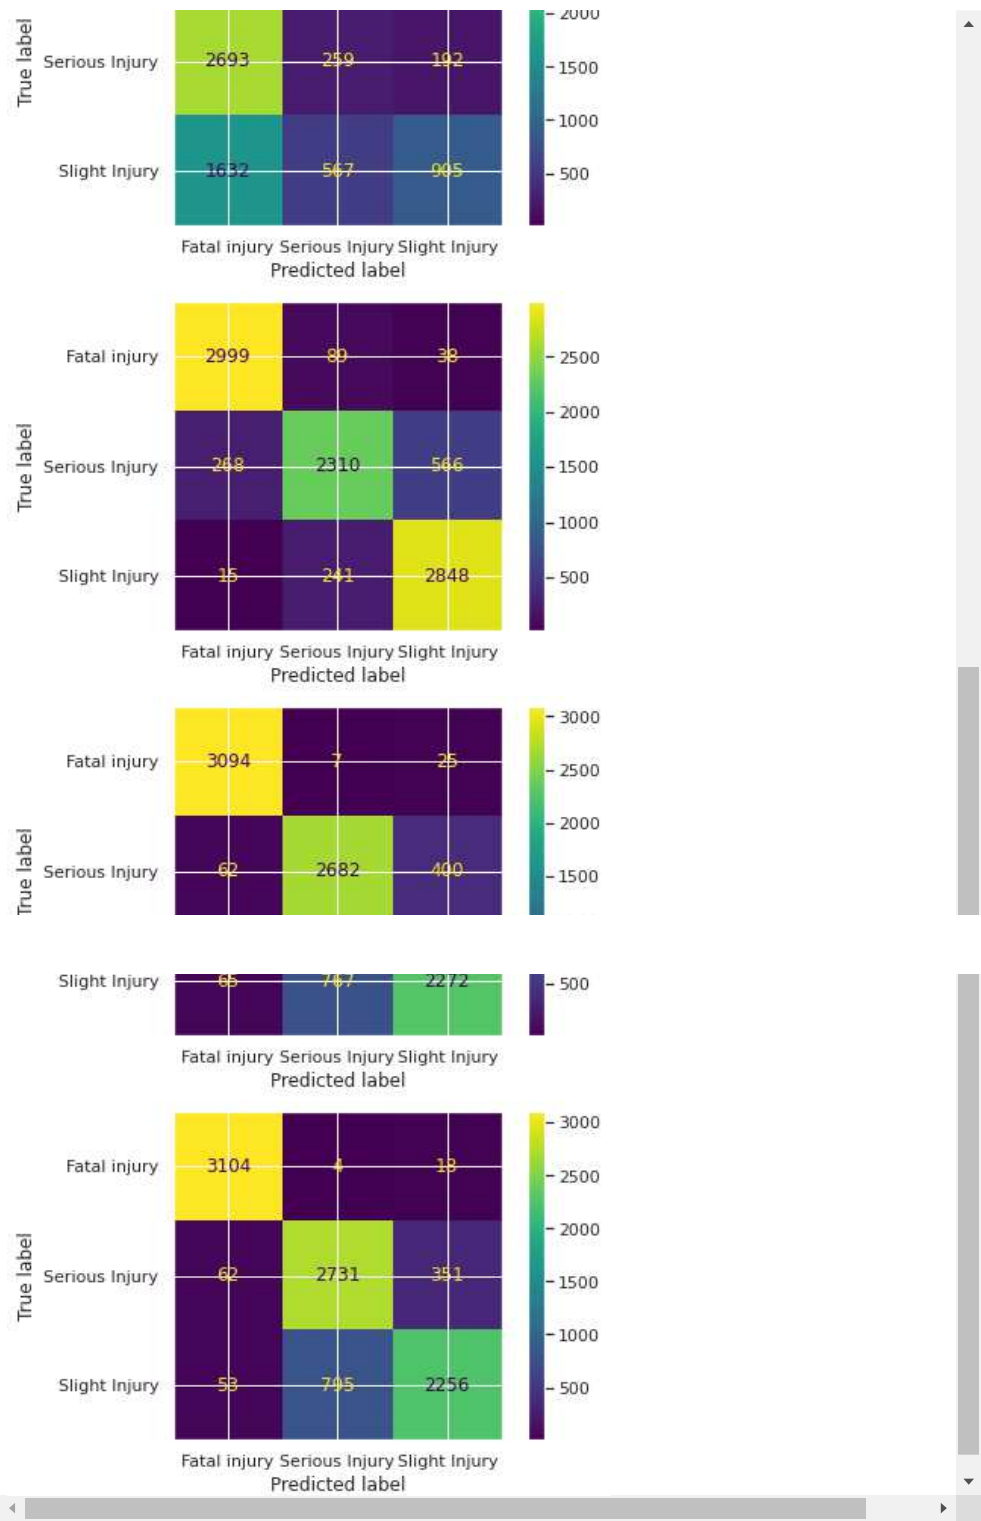 2000
True label
Serious Injury 2693 259 192
1500
1000
Slight Injury 1632 567 905
500
Fatal injury Serious Injury Slight Injury
Predicted label
Fatal injury 2999 89 38
2500
2000
True label
Serious Injury 268 2310 566
1500
1000
Slight Injury 15 241 2848
500
Fatal injury Serious Injury Slight Injury
Predicted label
3000
Fatal injury 3094 7 25
2500
2000
True label
Serious Injury 62 2682 400
1500
Slight Injury 65 767 2272
500
Fatal injury Serious Injury Slight Injury
Predicted label
3000
Fatal injury 3104 4 18
2500
2000
True label
Serious Injury 62 2731 351
1500
1000
Slight Injury 53 795 2256
500
Fatal injury Serious Injury Slight Injury
Predicted label